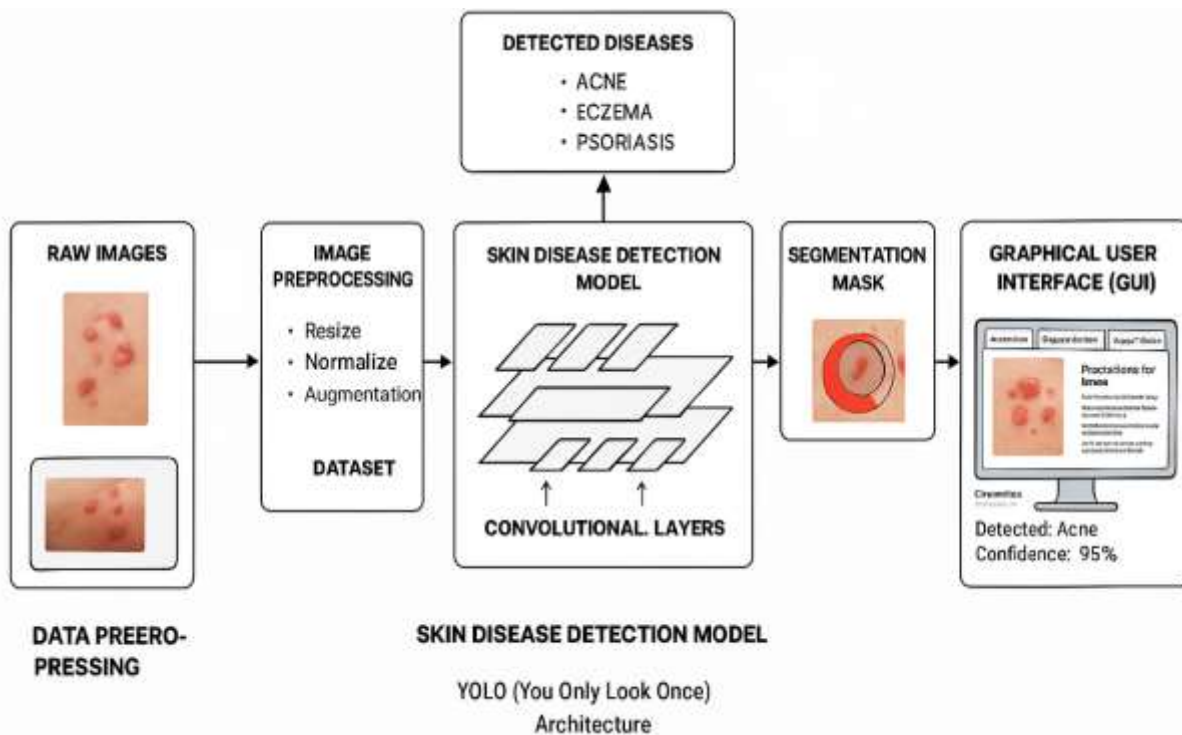 DETECTED DISEASES
• ACNE
• ECZEMA
• PSORIASIS
RAW IMAGES
IMAGE
PREPROCESSING
• Resize
• Normalize
• Augmentation
DATASET
SKIN DISEASE DETECTION
MODEL
CONVOLUTIONAL. LAYERS
SEGMENTATION
MASK
GRAPHICAL USER
INTERFACE (GUI)
Practations for
Imes
Detected: Acne
Confidence: 95%
DATA PREERO-
PRESSING
SKIN DISEASE DETECTION MODEL
YOLO (You Only Look Once)
Architecture